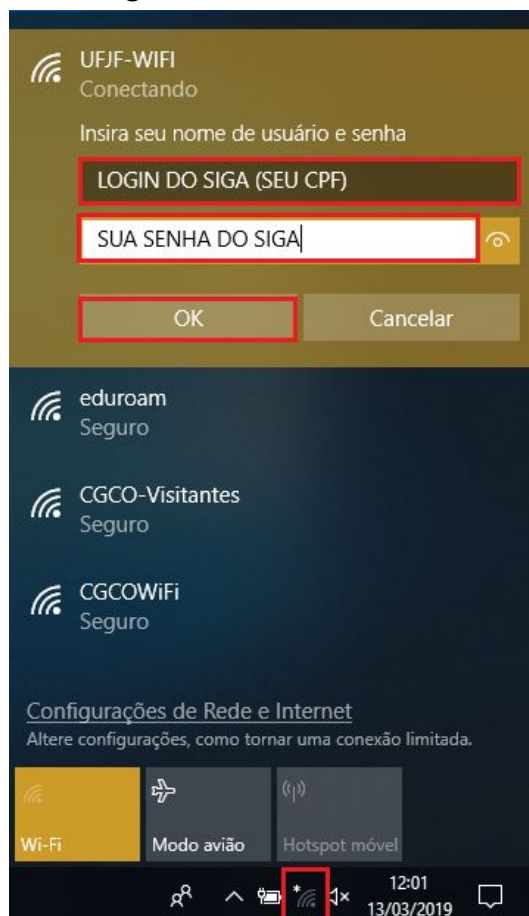 UFJF-WIFI
Conectando
Insira seu nome de usuário e senha
LOGIN DO SIGA (SEU CPF)
SUA SENHA DO SIGA
OK Cancelar
eduroam
Seguro
CGCO-Visitantes
Seguro
CGCOWiFi
Seguro
Configurações de Rede e Internet
Altere configurações, como tornar uma conexão limitada.
Wi-Fi Modo avião Hotspot móvel
12:01
13/03/2019